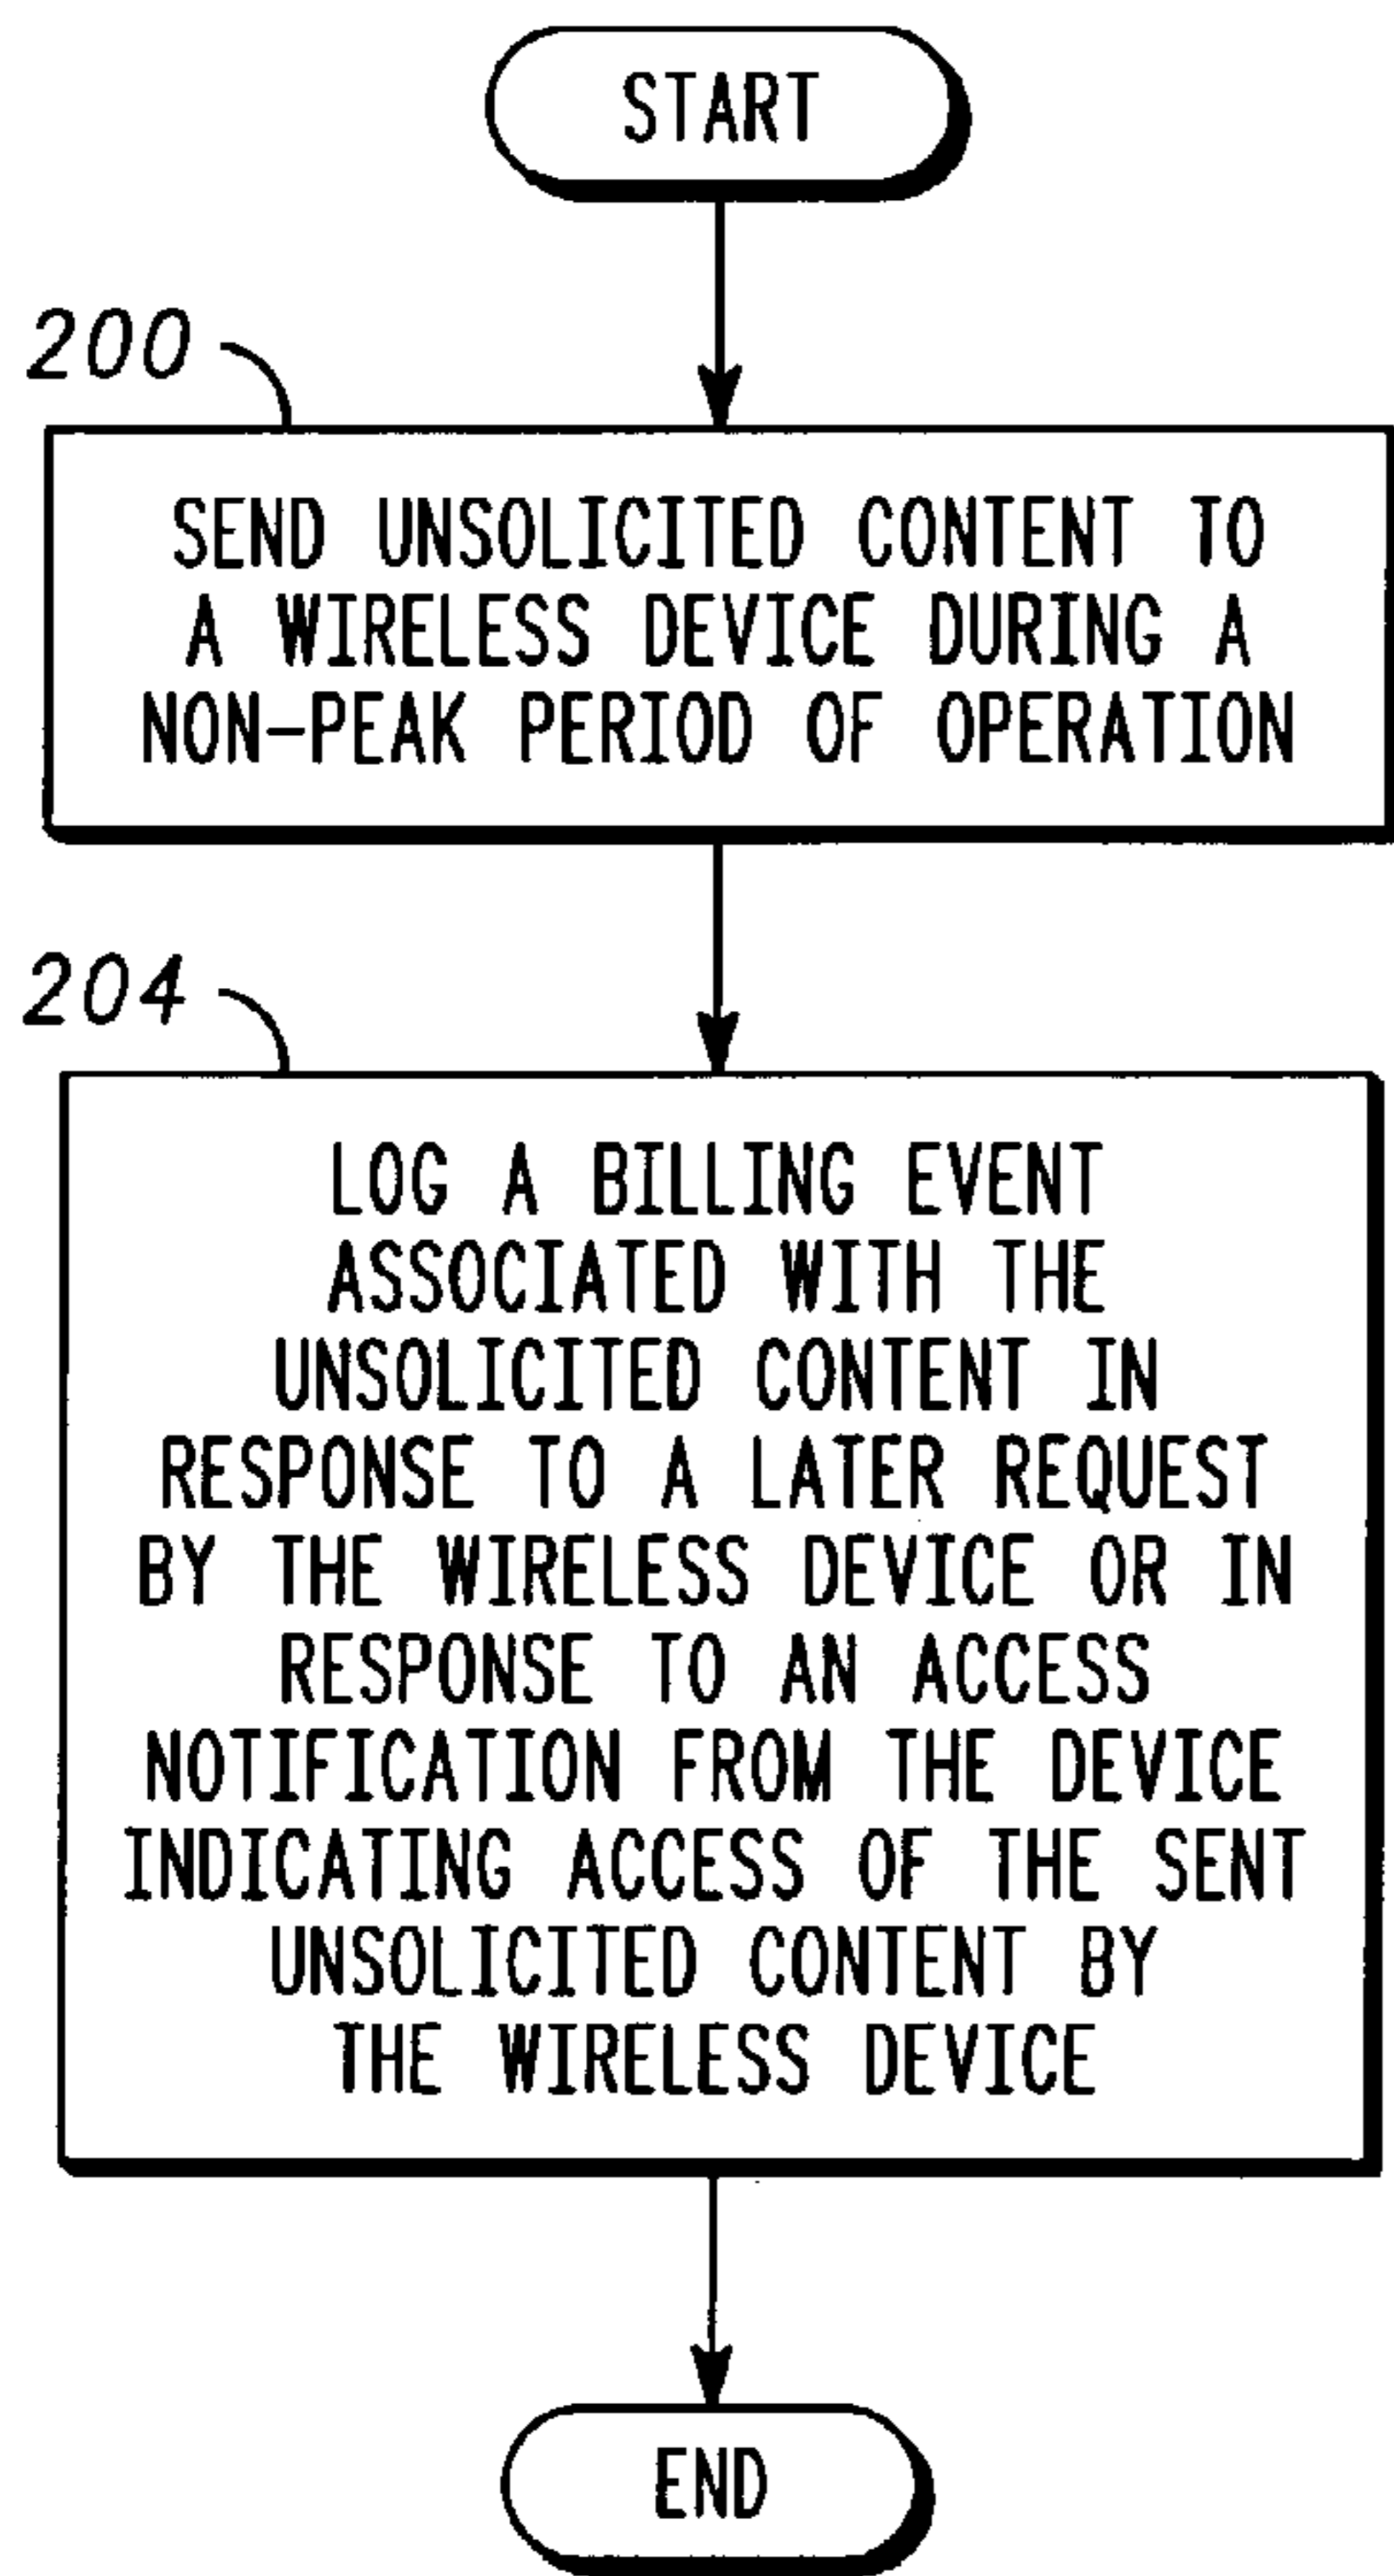 START
200
SEND UNSOLICITED CONTENT TO
A WIRELESS DEVICE DURING A
NON-PEAK PERIOD OF OPERATION
204
LOG A BILLING EVENT
ASSOCIATED WITH THE
UNSOLICITED CONTENT IN
RESPONSE TO A LATER REQUEST
BY THE WIRELESS DEVICE OR IN
RESPONSE TO AN ACCESS
NOTIFICATION FROM THE DEVICE
INDICATING ACCESS OF THE SENT
UNSOLICITED CONTENT BY
THE WIRELESS DEVICE
END